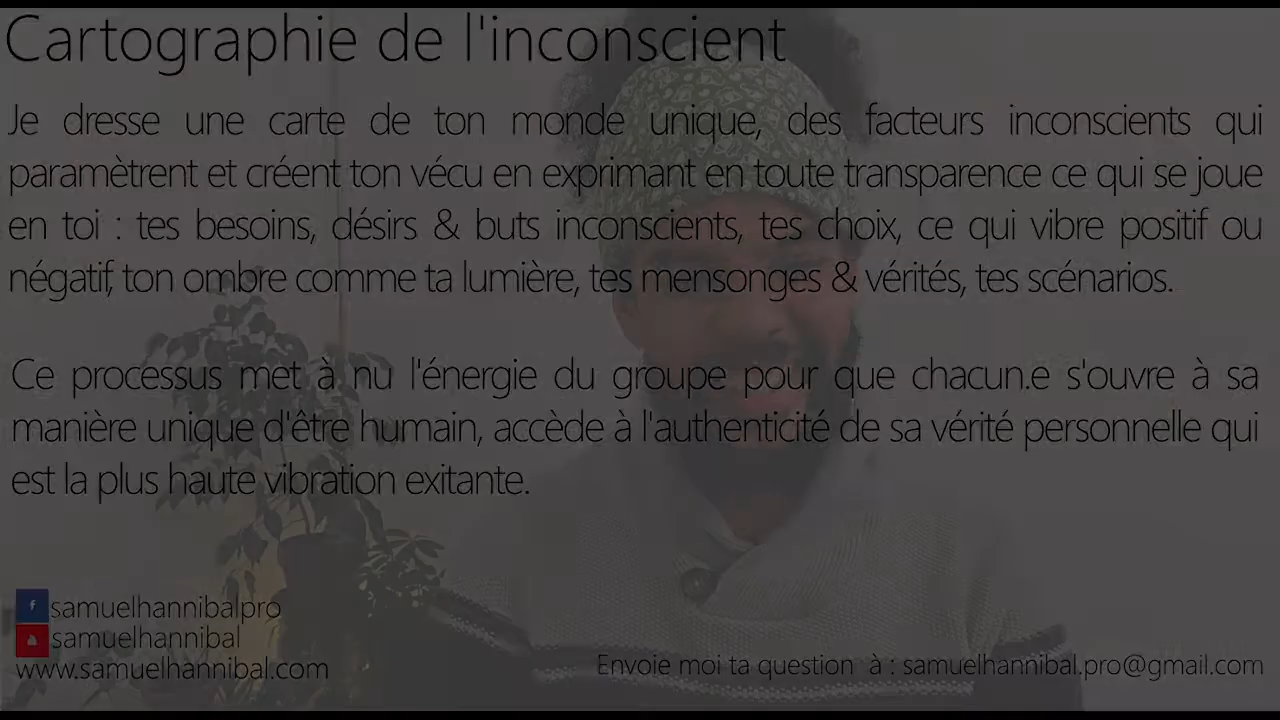 Cartographie de l'inconscient
Je dresse une carte de ton monde unique, des facteurs inconscients qui
paramètrent et créent ton vécu en exprimant en toute transparence ce qui se joue
en toi : tes besoins, désirs & buts inconscients, tes choix, ce qui vibre positif ou
négatif, ton ombre comme ta lumière, tes mensonges & vérités, tes scénarios.
Ce processus met à nu l'énergie du groupe pour que chacun.e s'ouvre à sa
manière unique d'être humain, accède à l'authenticité de sa vérité personnelle qui
est la plus haute vibration exitante.
f samuelhannibalpro
samuelhannibal
www.samuelhannibal.com
Envoie moi ta question à : samuelhannibal.pro@gmail.com